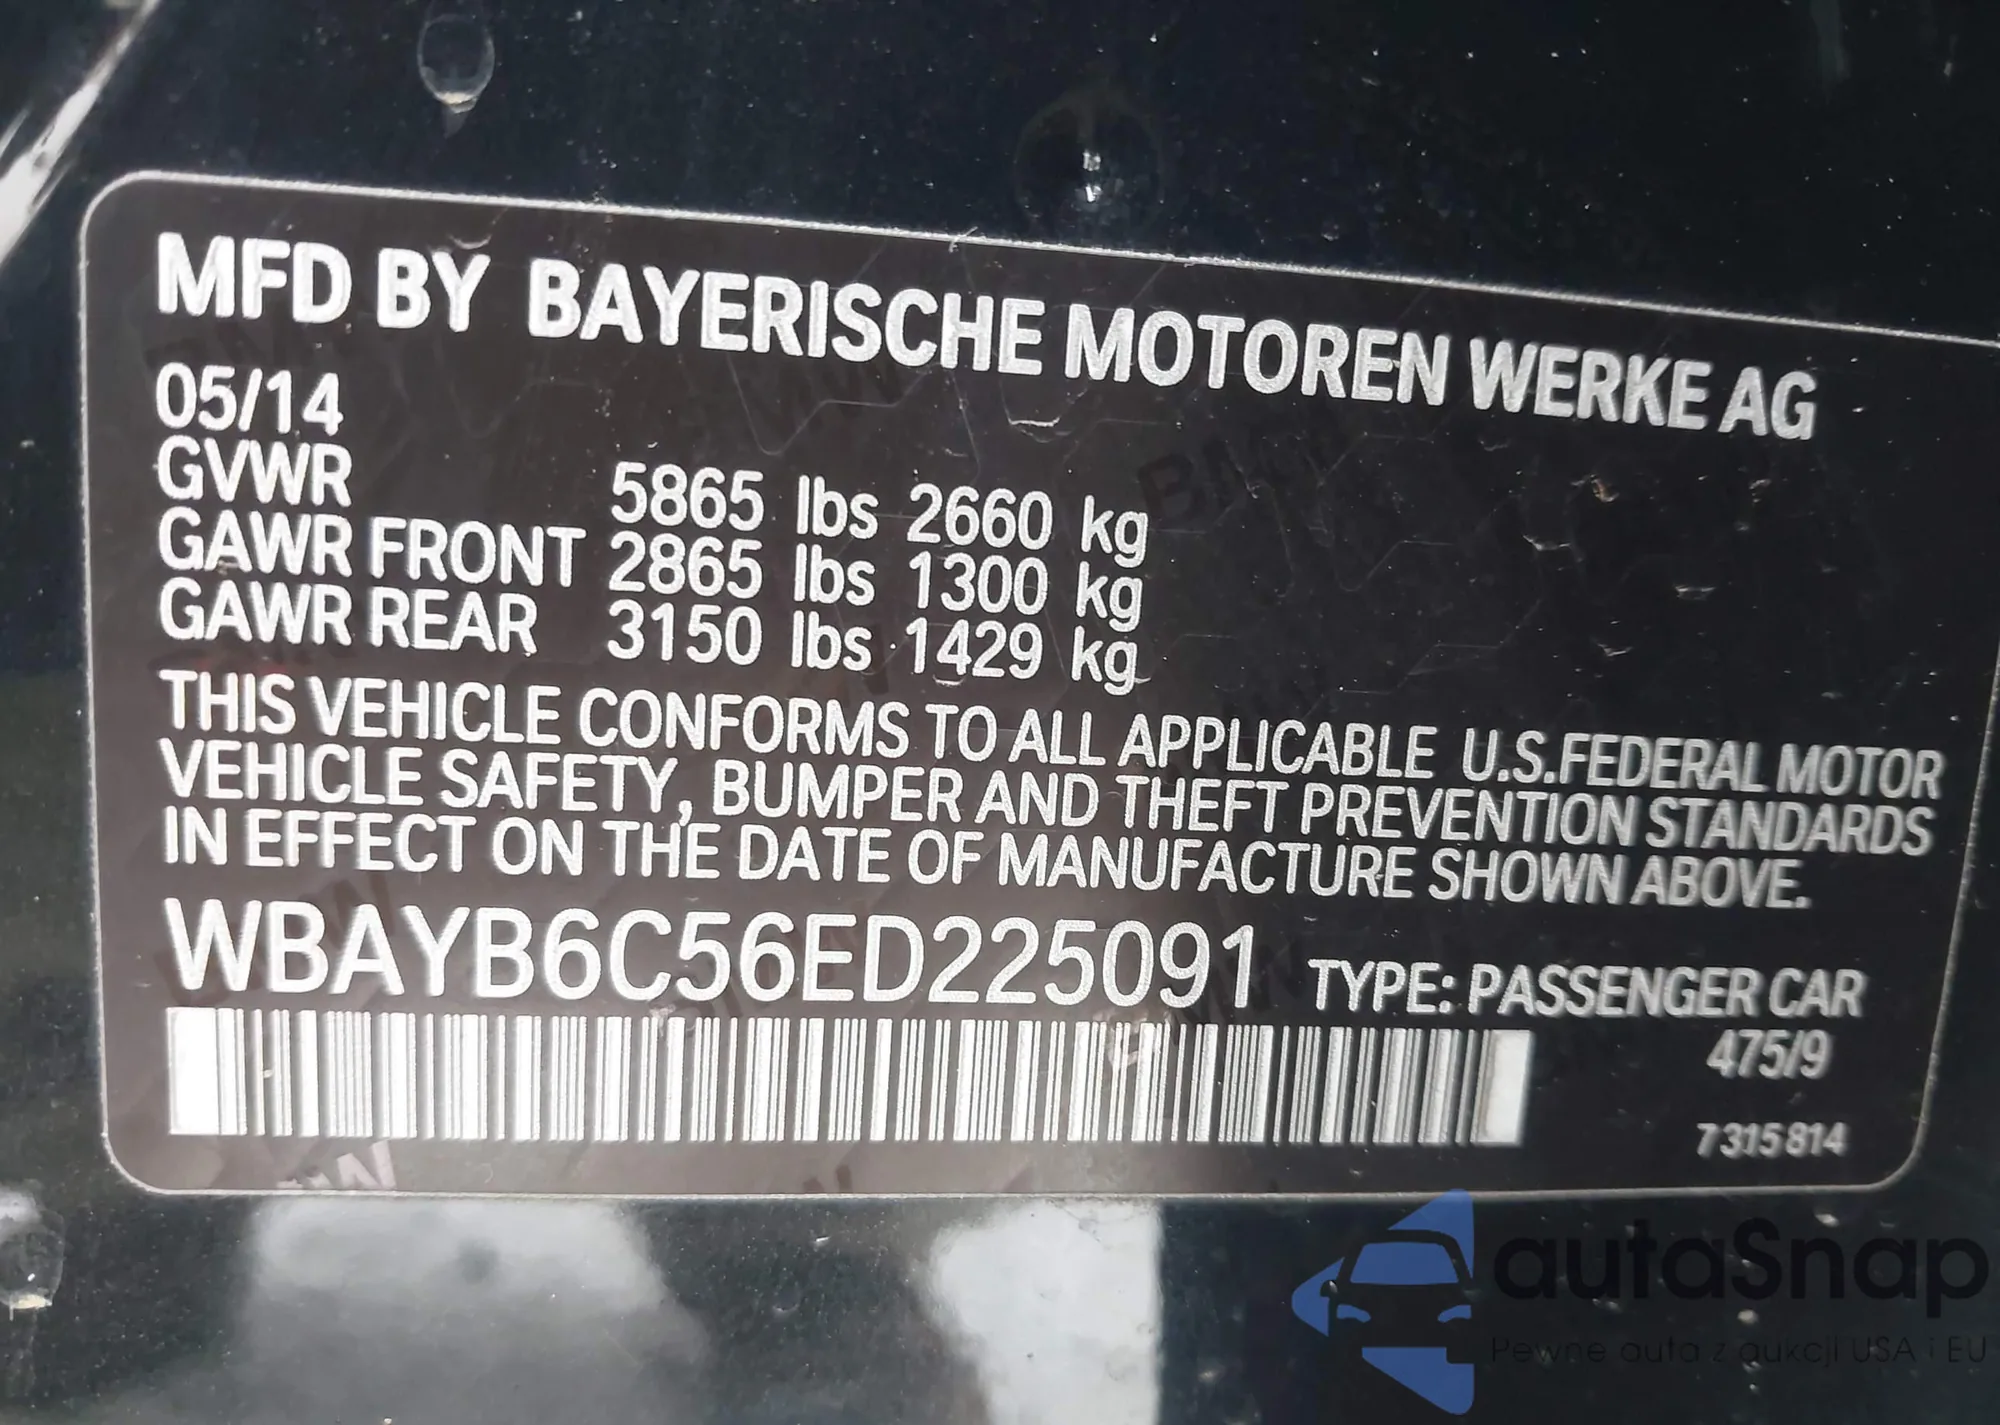 MFD BY BAYERISCHE MOTOREN WERKE AG
05/14
GVWR 5865 lbs 2660 kg
GAWR FRONT 2865 lbs 1300 kg
GAWR REAR 3150 lbs 1429 kg
THIS VEHICLE CONFORMS TO ALL APPLICABLE U.S.FEDERAL MOTOR
VEHICLE SAFETY, BUMPER AND THEFT PREVENTION STANDARDS
IN EFFECT ON THE DATE OF MANUFACTURE SHOWN ABOVE.
WBAYB6C56ED225091 TYPE: PASSENGER CAR
475/9
7315814
autaSnap
Pewne auta z aukcji USA i EU